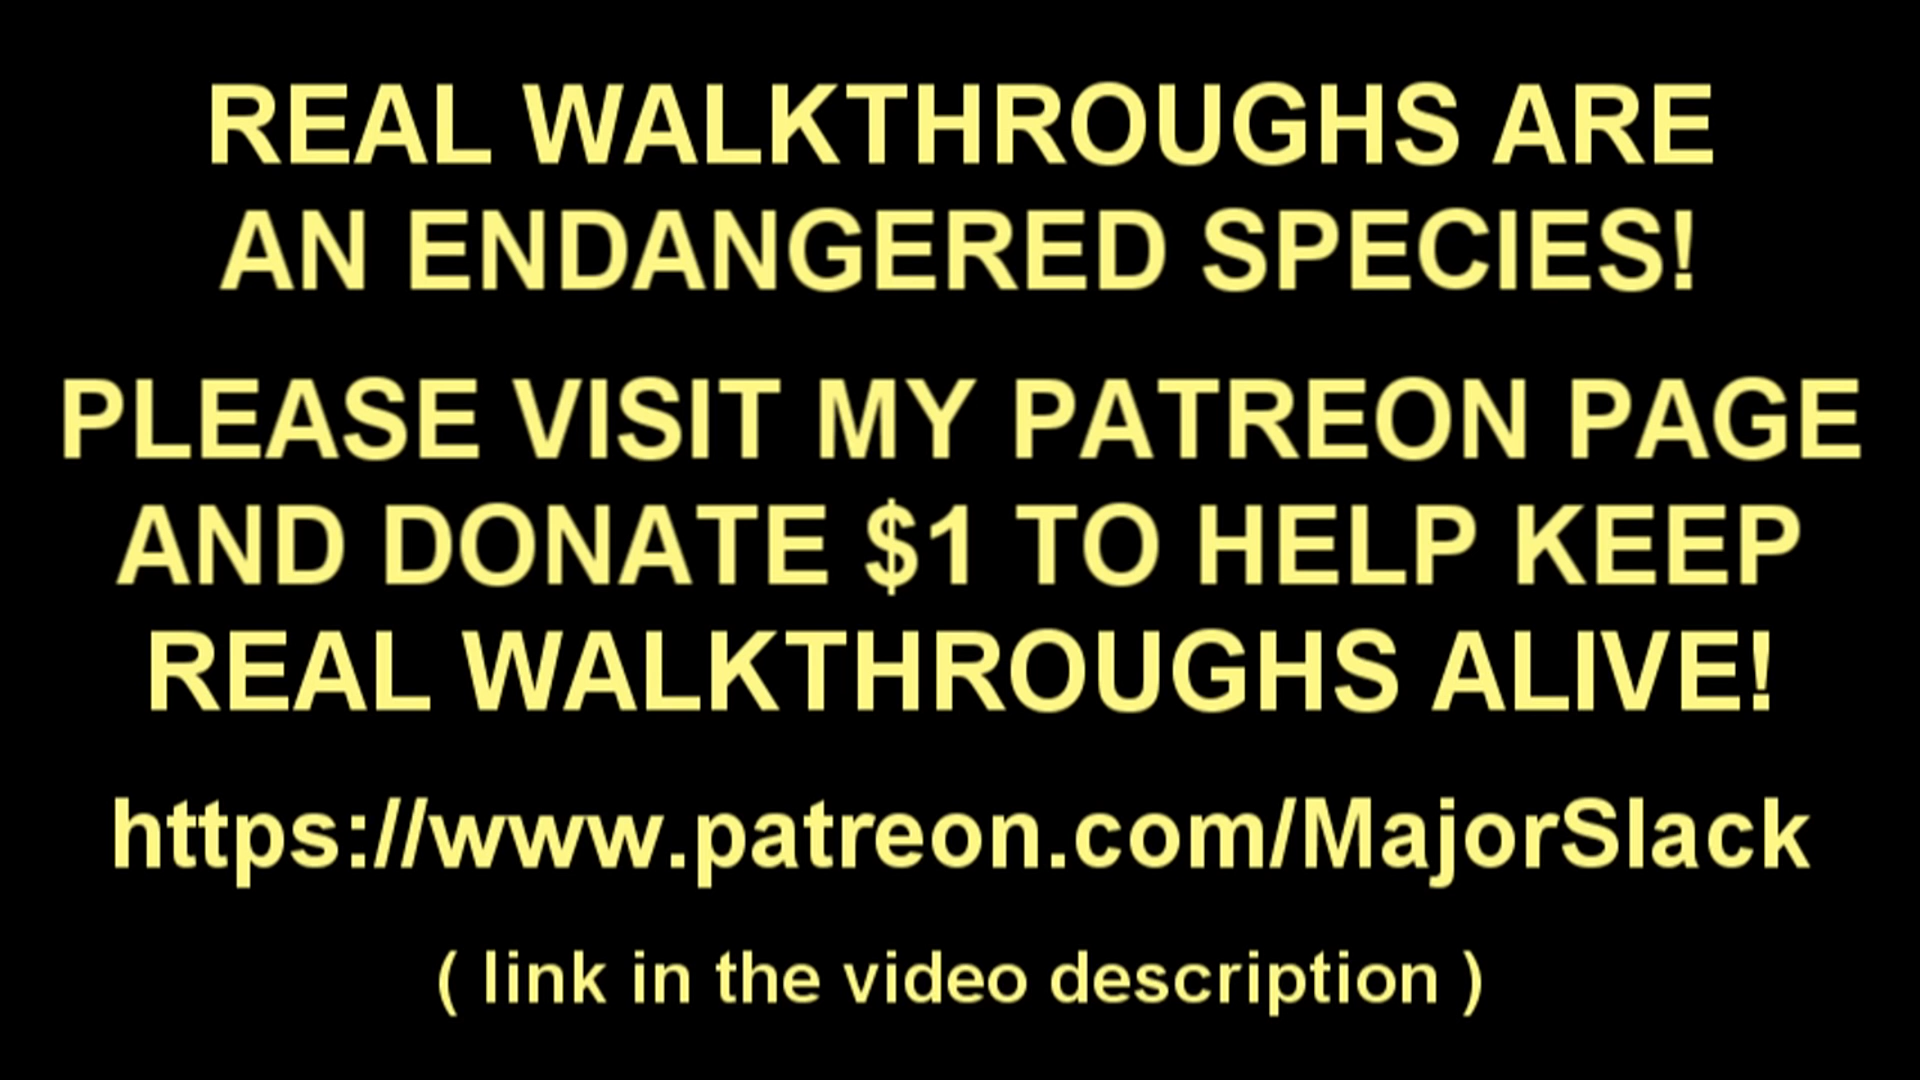 REAL WALKTHROUGHS ARE
AN ENDANGERED SPECIES!
PLEASE VISIT MY PATREON PAGE
AND DONATE $1 TO HELP KEEP
REAL WALKTHROUGHS ALIVE!
https://www.patreon.com/MajorSlack
( link in the video description )